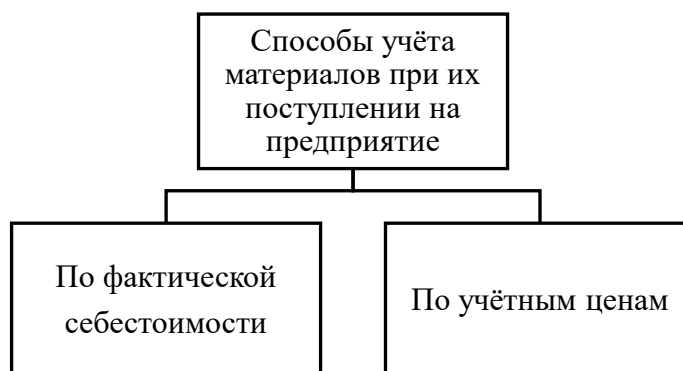 Способы учёта
материалов при их
поступлении на
предприятие
По фактической
себестоимости
По учётным ценам